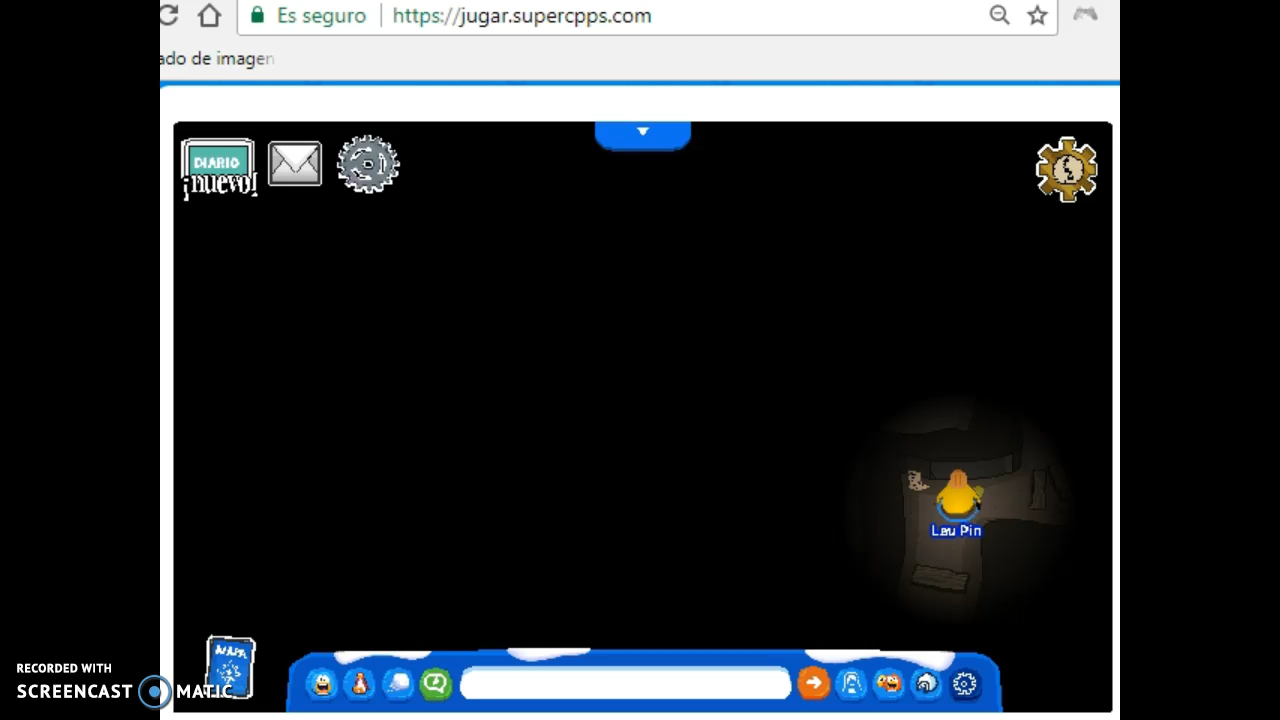 Es seguro
https://jugar.supercpps.com
ado de imagen
DIARIO
¡NUEVO!
Lau Pin
MAPA
RECORDED WITH
SCREENCAST MATIC